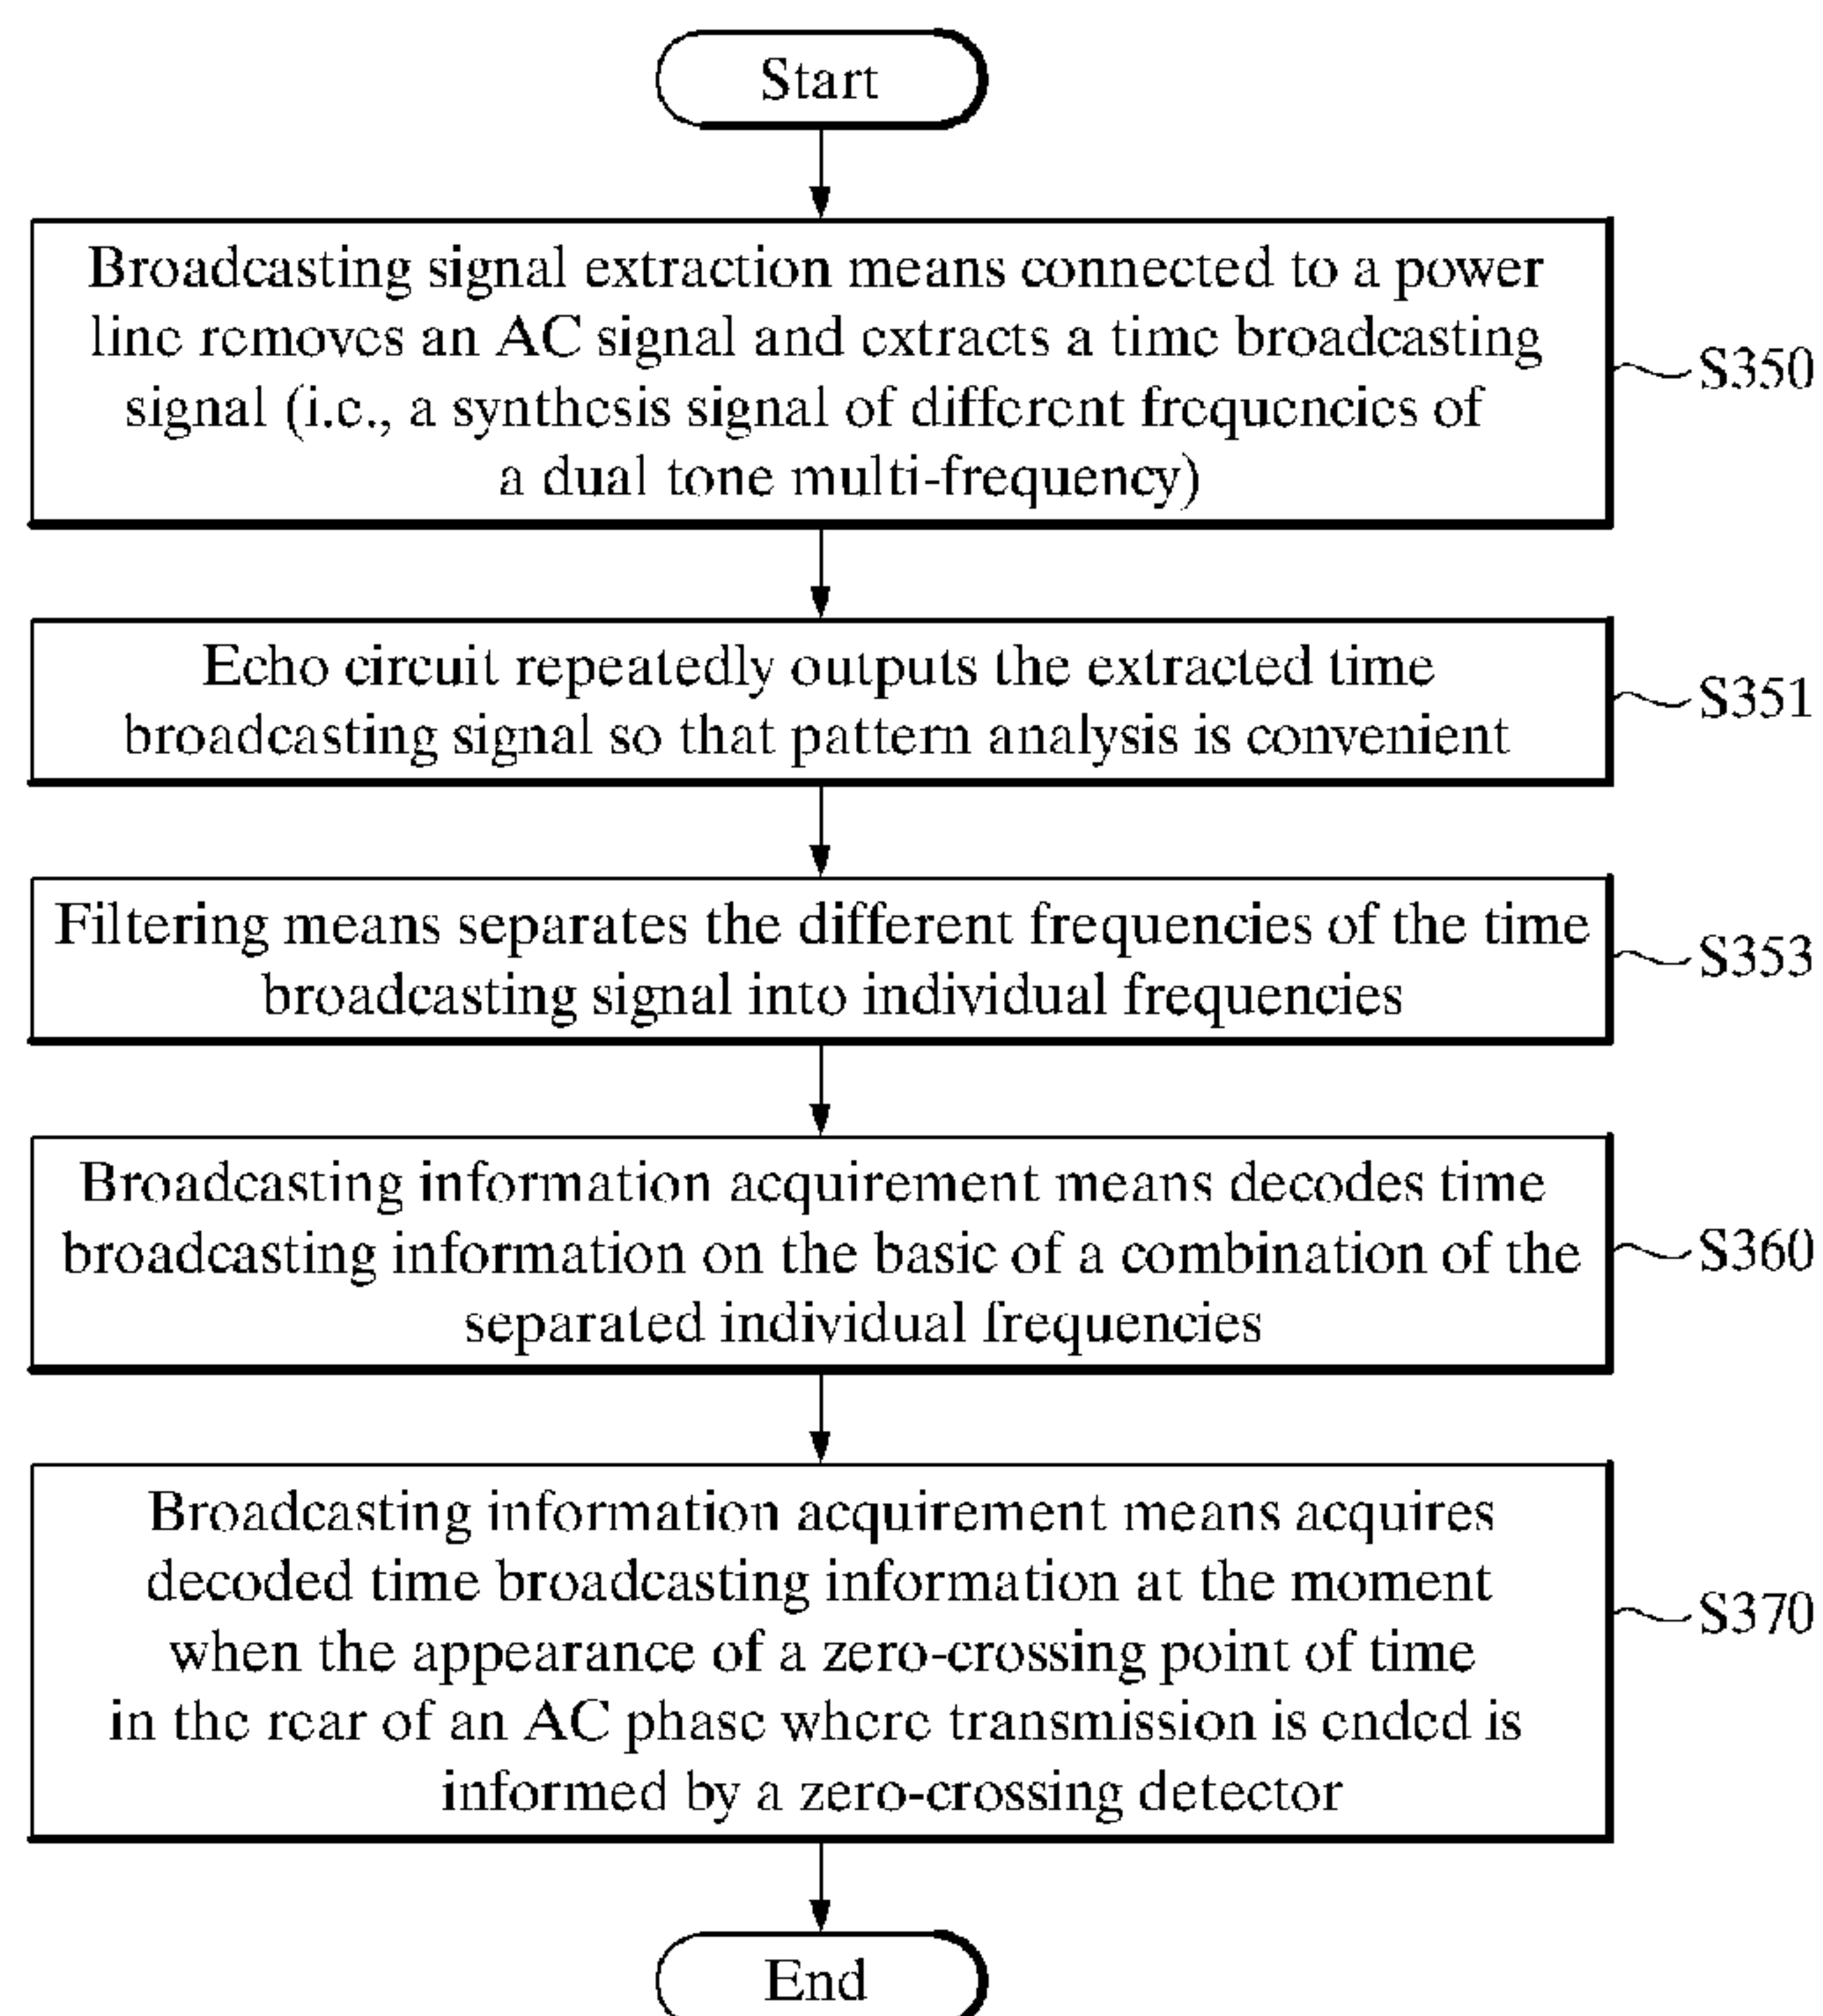 Start
Broadcasting signal extraction means connected to a power
line removes an AC signal and extracts a time broadcasting
signal (i.e., a synthesis signal of different frequencies of
a dual tone multi-frequency)
S350
Echo circuit repeatedly outputs the extracted time
broadcasting signal so that pattern analysis is convenient
S351
Filtering means separates the different frequencies of the time
broadcasting signal into individual frequencies
S353
Broadcasting information acquirement means decodes time
broadcasting information on the basic of a combination of the
separated individual frequencies
S360
Broadcasting information acquirement means acquires
decoded time broadcasting information at the moment
when the appearance of a zero-crossing point of time
in the rear of an AC phase where transmission is ended is
informed by a zero-crossing detector
S370
End